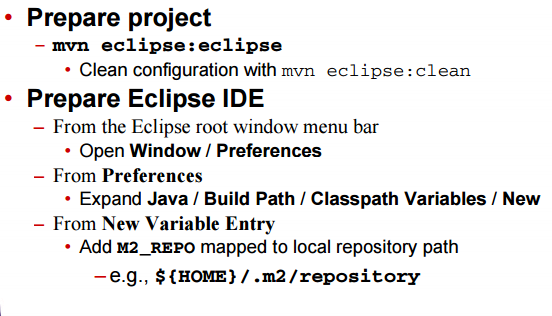 • Prepare project
– mvn eclipse:eclipse
• Clean configuration with mvn eclipse:clean
• Prepare Eclipse IDE
– From the Eclipse root window menu bar
• Open Window / Preferences
– From Preferences
• Expand Java / Build Path / Classpath Variables / New
– From New Variable Entry
• Add M2_REPO mapped to local repository path
– e.g., ${HOME}/.m2/repository